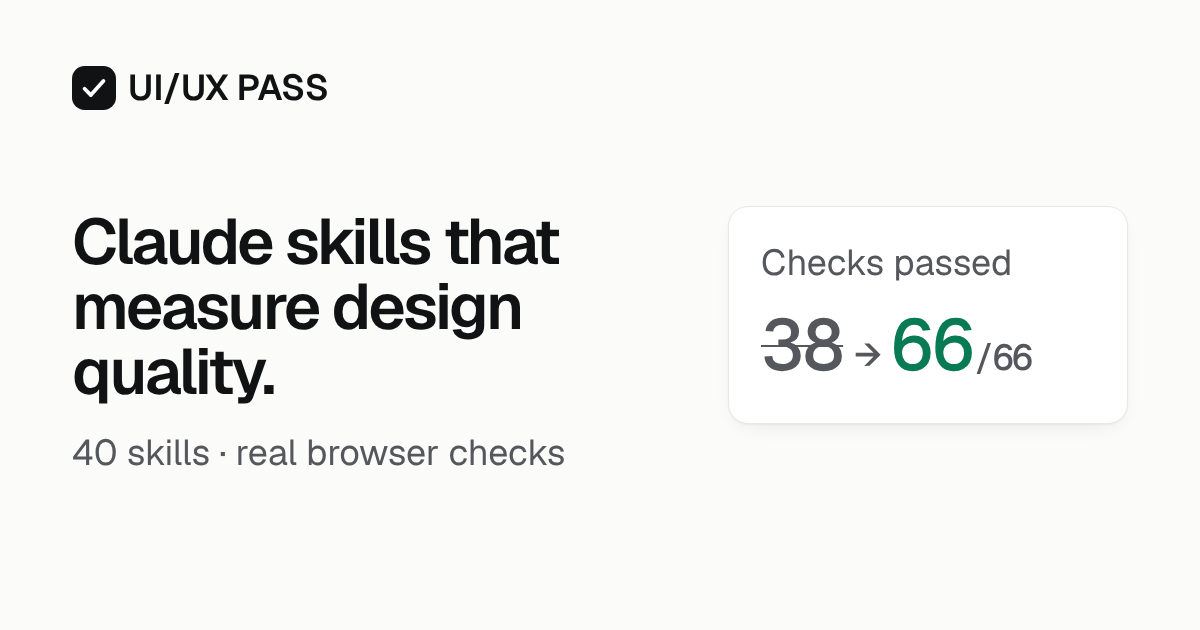 UI/UX PASS
Claude skills that
measure design
quality.
40 skills · real browser checks
Checks passed
38 → 66/66